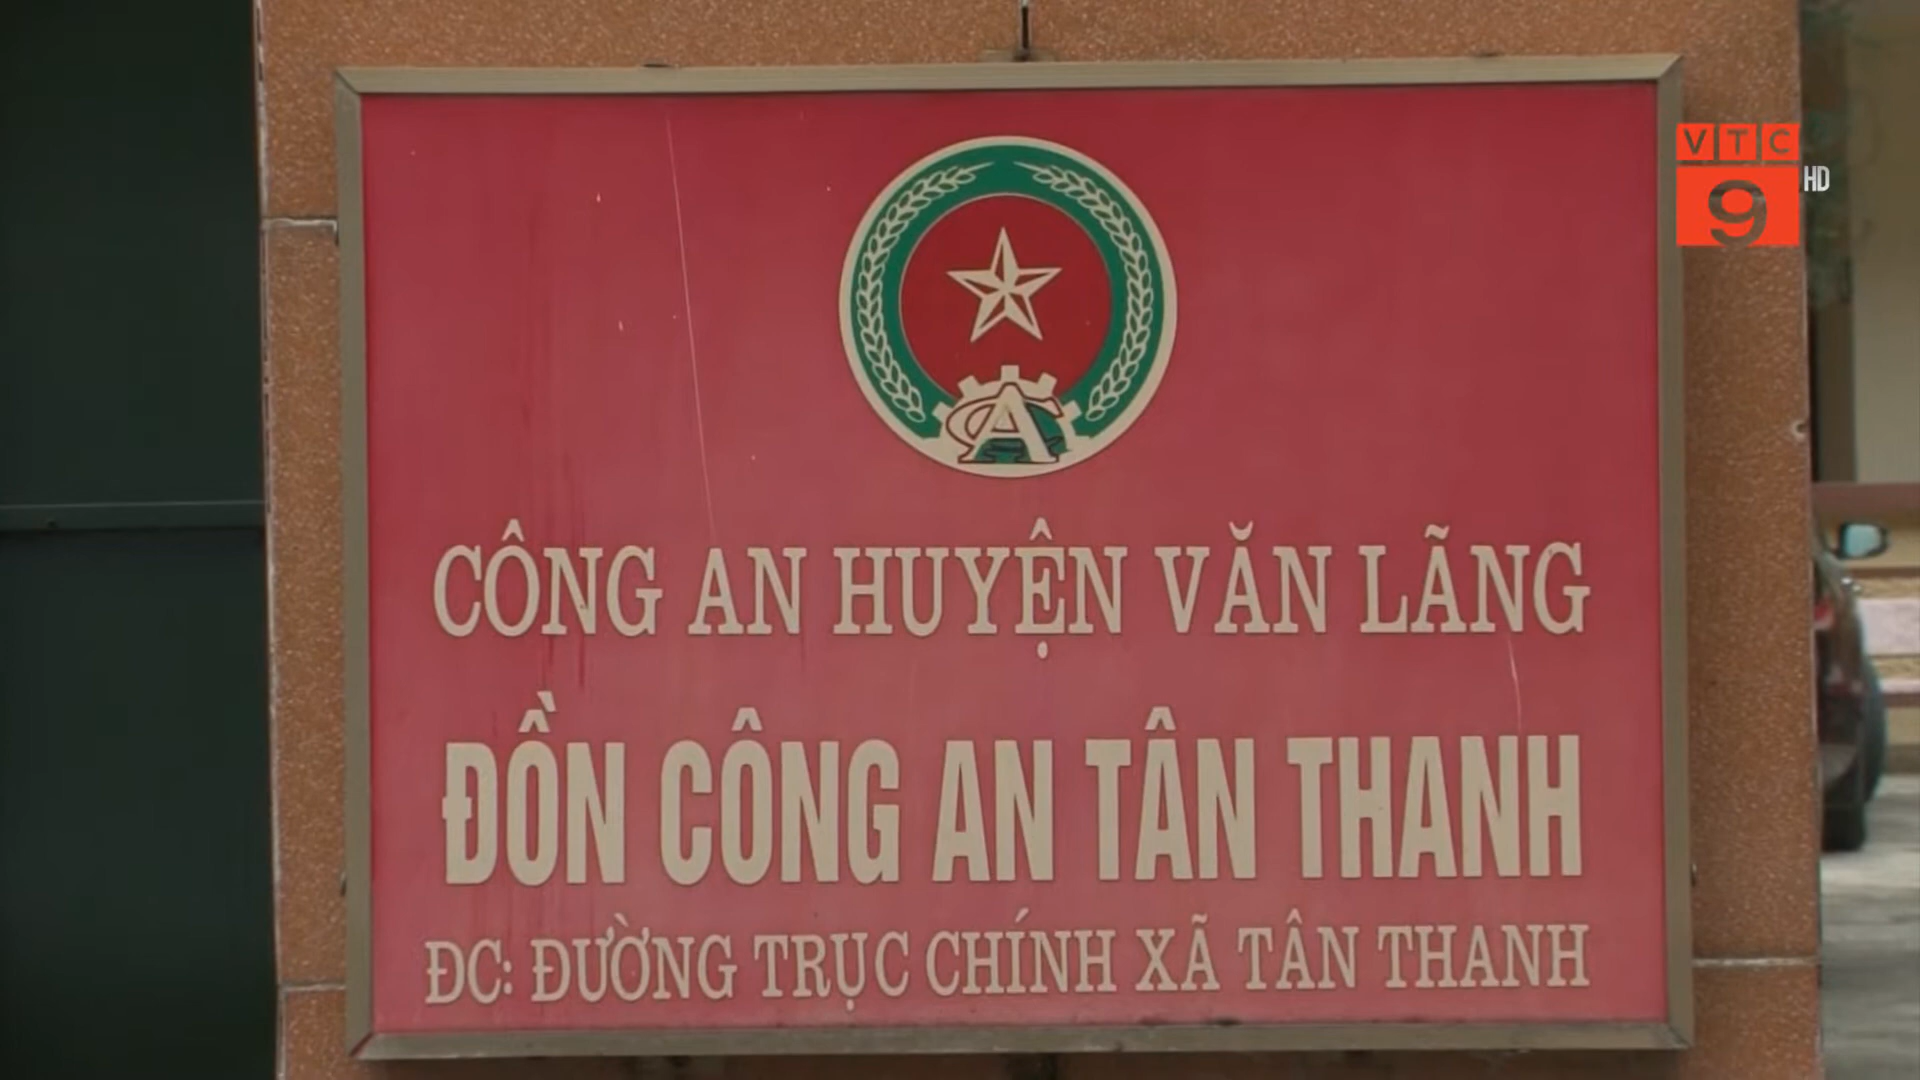 VTC
9 HD
CA
CÔNG AN HUYỆN VĂN LÃNG
ĐỒN CÔNG AN TÂN THANH
ĐC: ĐƯỜNG TRỤC CHÍNH XÃ TÂN THANH